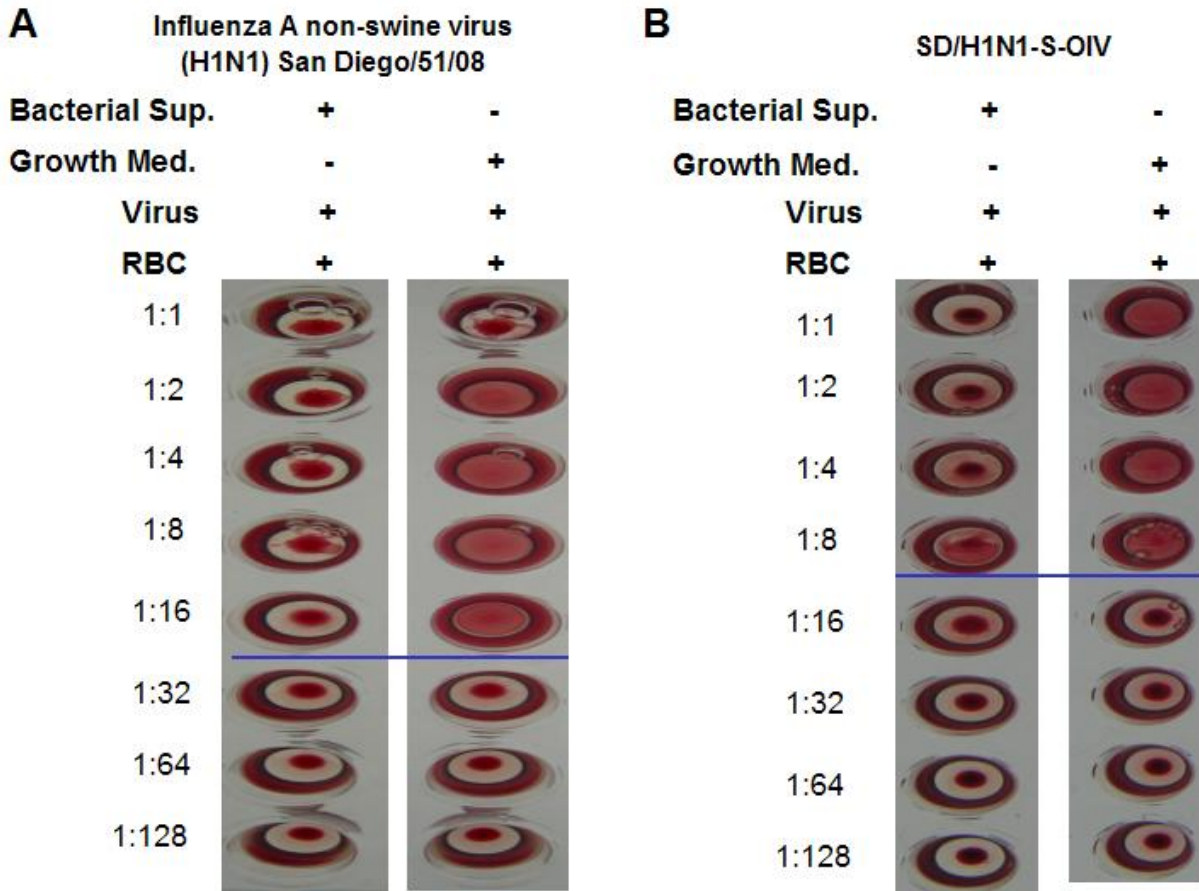 A
Influenza A non-swine virus
(H1N1) San Diego/51/08
Bacterial Sup. + -
Growth Med. - +
Virus + +
RBC + +
1:1
1:2
1:4
1:8
1:16
1:32
1:64
1:128
B
SD/H1N1-S-OIV
Bacterial Sup. + -
Growth Med. - +
Virus + +
RBC + +
1:1
1:2
1:4
1:8
1:16
1:32
1:64
1:128